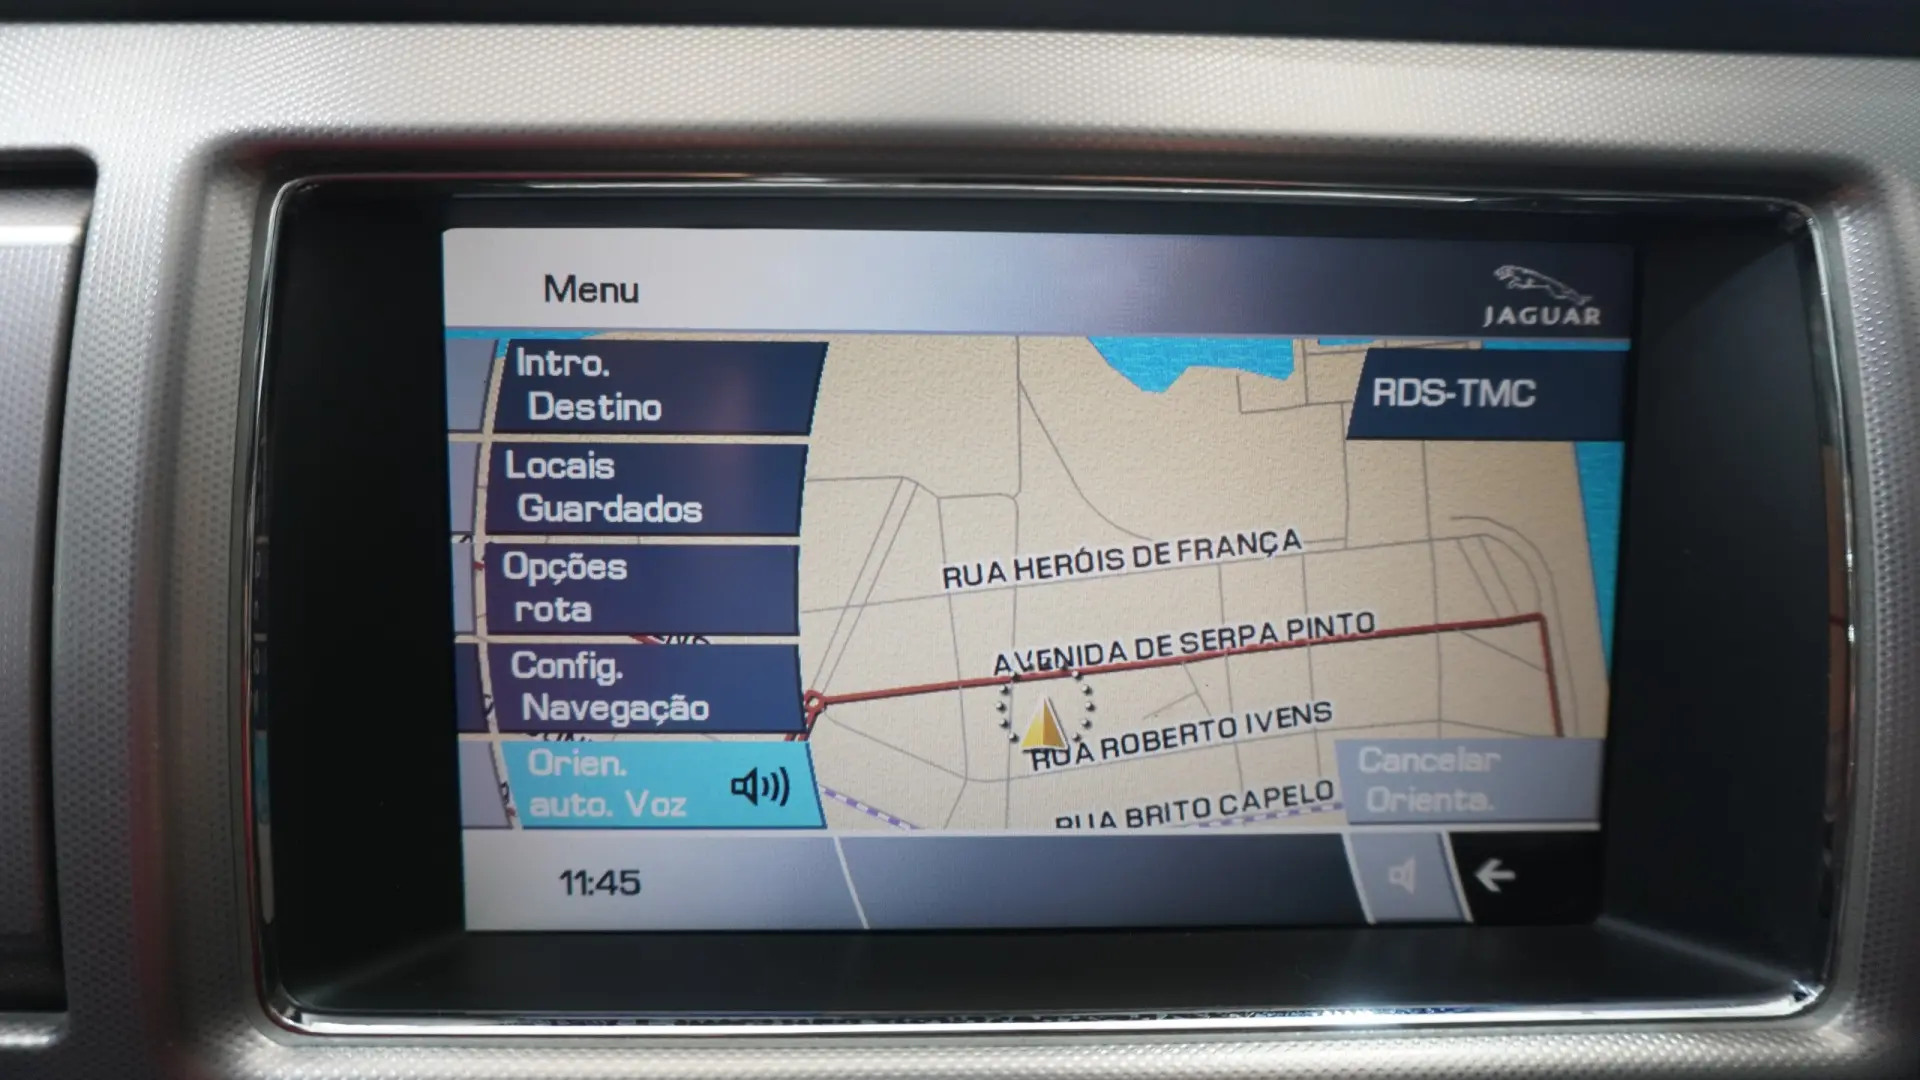 Menu
JAGUAR
Intro.
Destino
RDS-TMC
Locais
Guardados
Opções
rota
Config.
Navegação
Orien.
auto. Voz
RUA HERÓIS DE FRANÇA
AVENIDA DE SERPA PINTO
RUA ROBERTO IVENS
RUA BRITO CAPELO
Cancelar
Orienta.
11:45